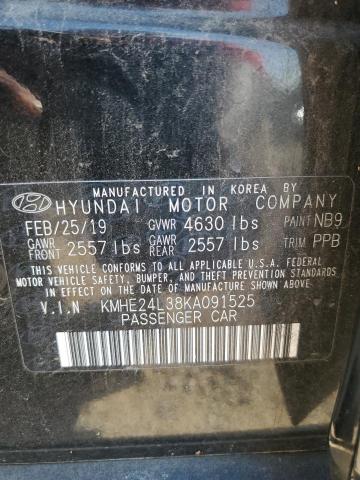 MANUFACTURED IN KOREA BY
HYUNDAI MOTOR COMPANY
FEB/25/19 GVWR 4630 lbs PAINT NB9
GAWR FRONT 2557 lbs GAWR REAR 2557 lbs TRIM PPB
THIS VEHICLE CONFORMS TO ALL APPLICABLE U.S.A. FEDERAL
MOTOR VEHICLE SAFETY, BUMPER, AND THEFT PREVENTION
STANDARDS IN EFFECT ON THE DATE OF MANUFACTURE SHOWN ABOVE.
V.I.N KMHE24L38KA091525
PASSENGER CAR